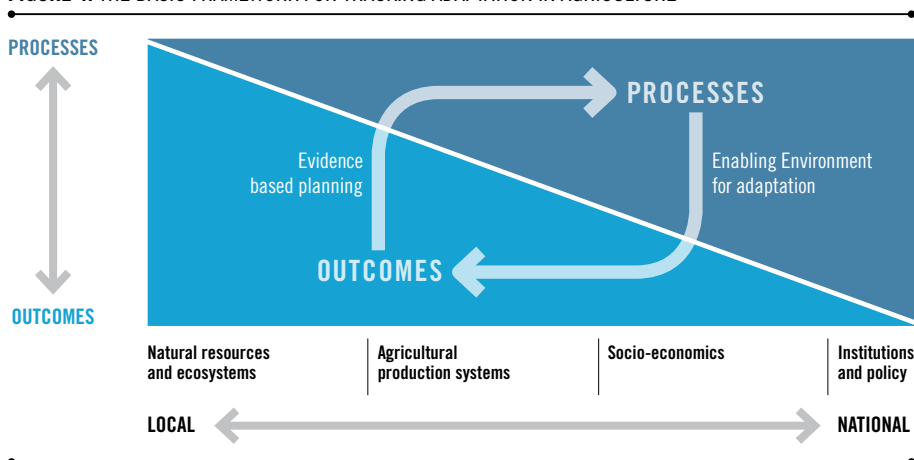 PROCESSES
PROCESSES
Evidence
based planning
Enabling Environment
for adaptation
OUTCOMES
OUTCOMES
Natural resources
and ecosystems
Agricultural
production systems
Socio-economics
Institutions
and policy
LOCAL
NATIONAL